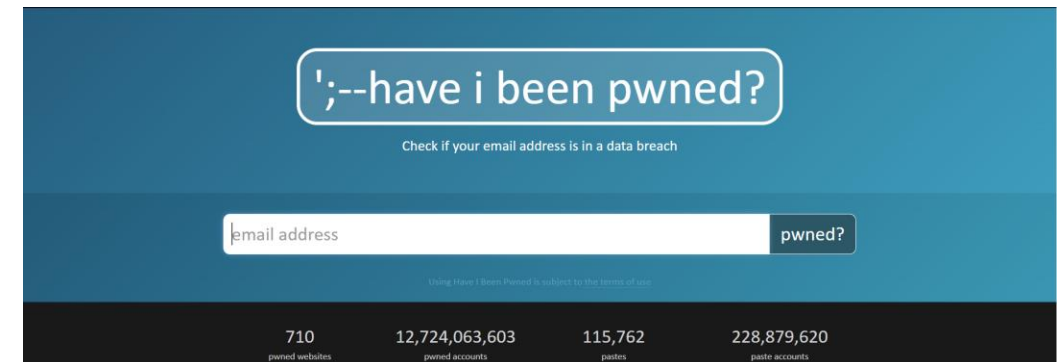 ';--have i been pwned?
Check if your email address is in a data breach
email address
pwned?
Using Have I Been Pwned is subject to the terms of use
710
12,724,063,603
115,762
228,879,620
pwned websites
pwned accounts
pastes
paste accounts